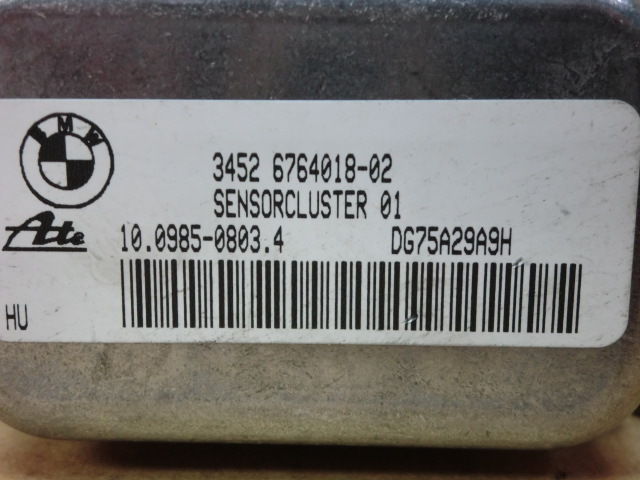 BMW
3452 6764018-02
SENSORCLUSTER 01
Ate
10.0985-0803.4 DG75A29A9H
HU